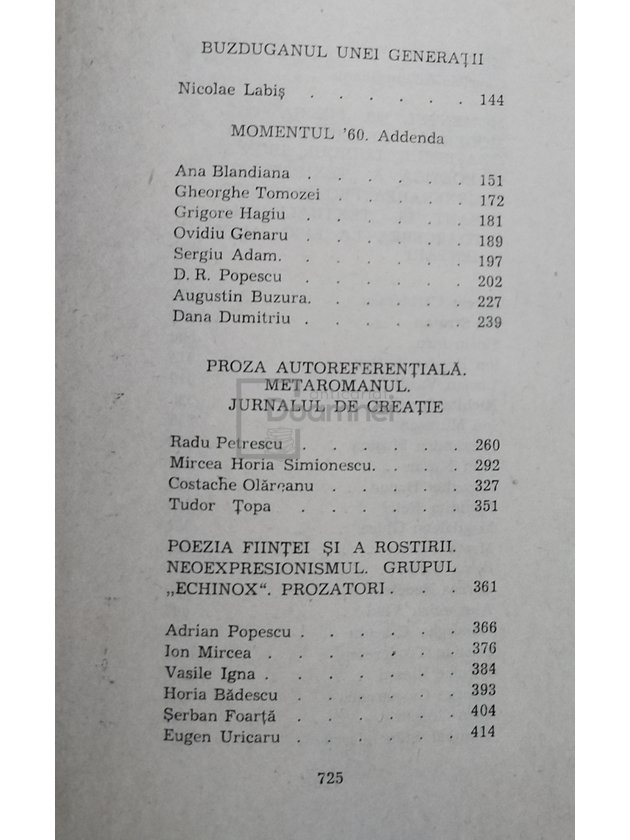 BUZDUGANUL UNEI GENERAȚII
Nicolae Labiș . . . . . . 144
MOMENTUL '60. Addenda
Ana Blandiana . . . . . . 151
Gheorghe Tomozei . . . . . . 172
Grigore Hagiu . . . . . . 181
Ovidiu Genaru . . . . . . 189
Sergiu Adam. . . . . . . 197
D. R. Popescu . . . . . . 202
Augustin Buzura. . . . . . 227
Dana Dumitriu . . . . . . 239
PROZA AUTOREFERENȚIALĂ.
METAROMANUL.
JURNALUL DE CREAȚIE
anticariat
Doamnei
Radu Petrescu . . . . . . 260
Mircea Horia Simionescu. . . . 292
Costache Olăreanu . . . . . 327
Tudor Țopa . . . . . . 351
POEZIA FIINȚEI ȘI A ROSTIRII.
NEOEXPRESIONISMUL. GRUPUL
„ECHINOX“. PROZATORI . . . 361
Adrian Popescu . . . . . . 366
Ion Mircea . . . . . . 376
Vasile Igna . . . . . . 384
Horia Bădescu . . . . . . 393
Șerban Foarță . . . . . . 404
Eugen Uricaru . . . . . . 414
725